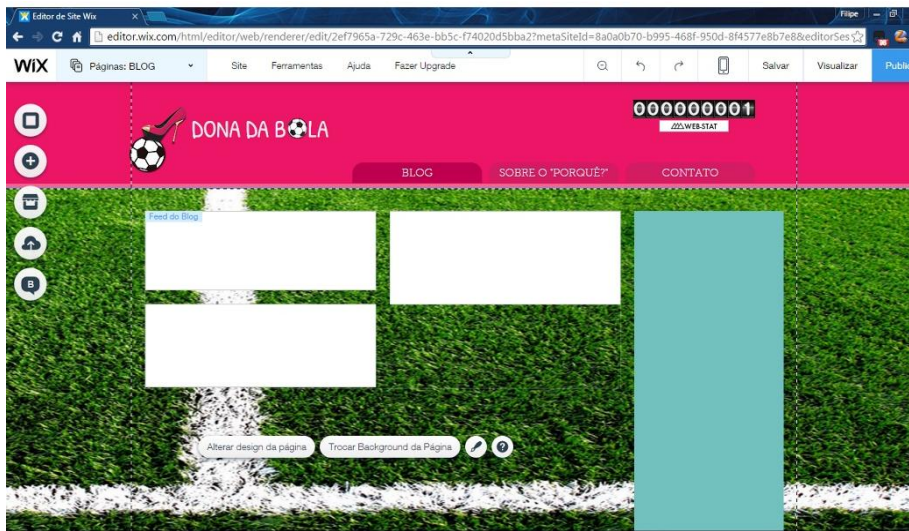 Editor de Site Wix
Filipe
editor.wix.com/html/editor/web/renderer/edit/2ef7965a-729c-463e-bb5c-f74020d5bba2?metaSiteId=8a0a0b70-b995-468f-950d-8f4577e8b7e8&editorSes
WiX Páginas: BLOG Site Ferramentas Ajuda Fazer Upgrade Salvar Visualizar Public
000000001
WEB-STAT
DONA DA BOLA
BLOG SOBRE O "PORQUÊ?" CONTATO
Feed do Blog
B
Alterar design da página Trocar Background da Página ?